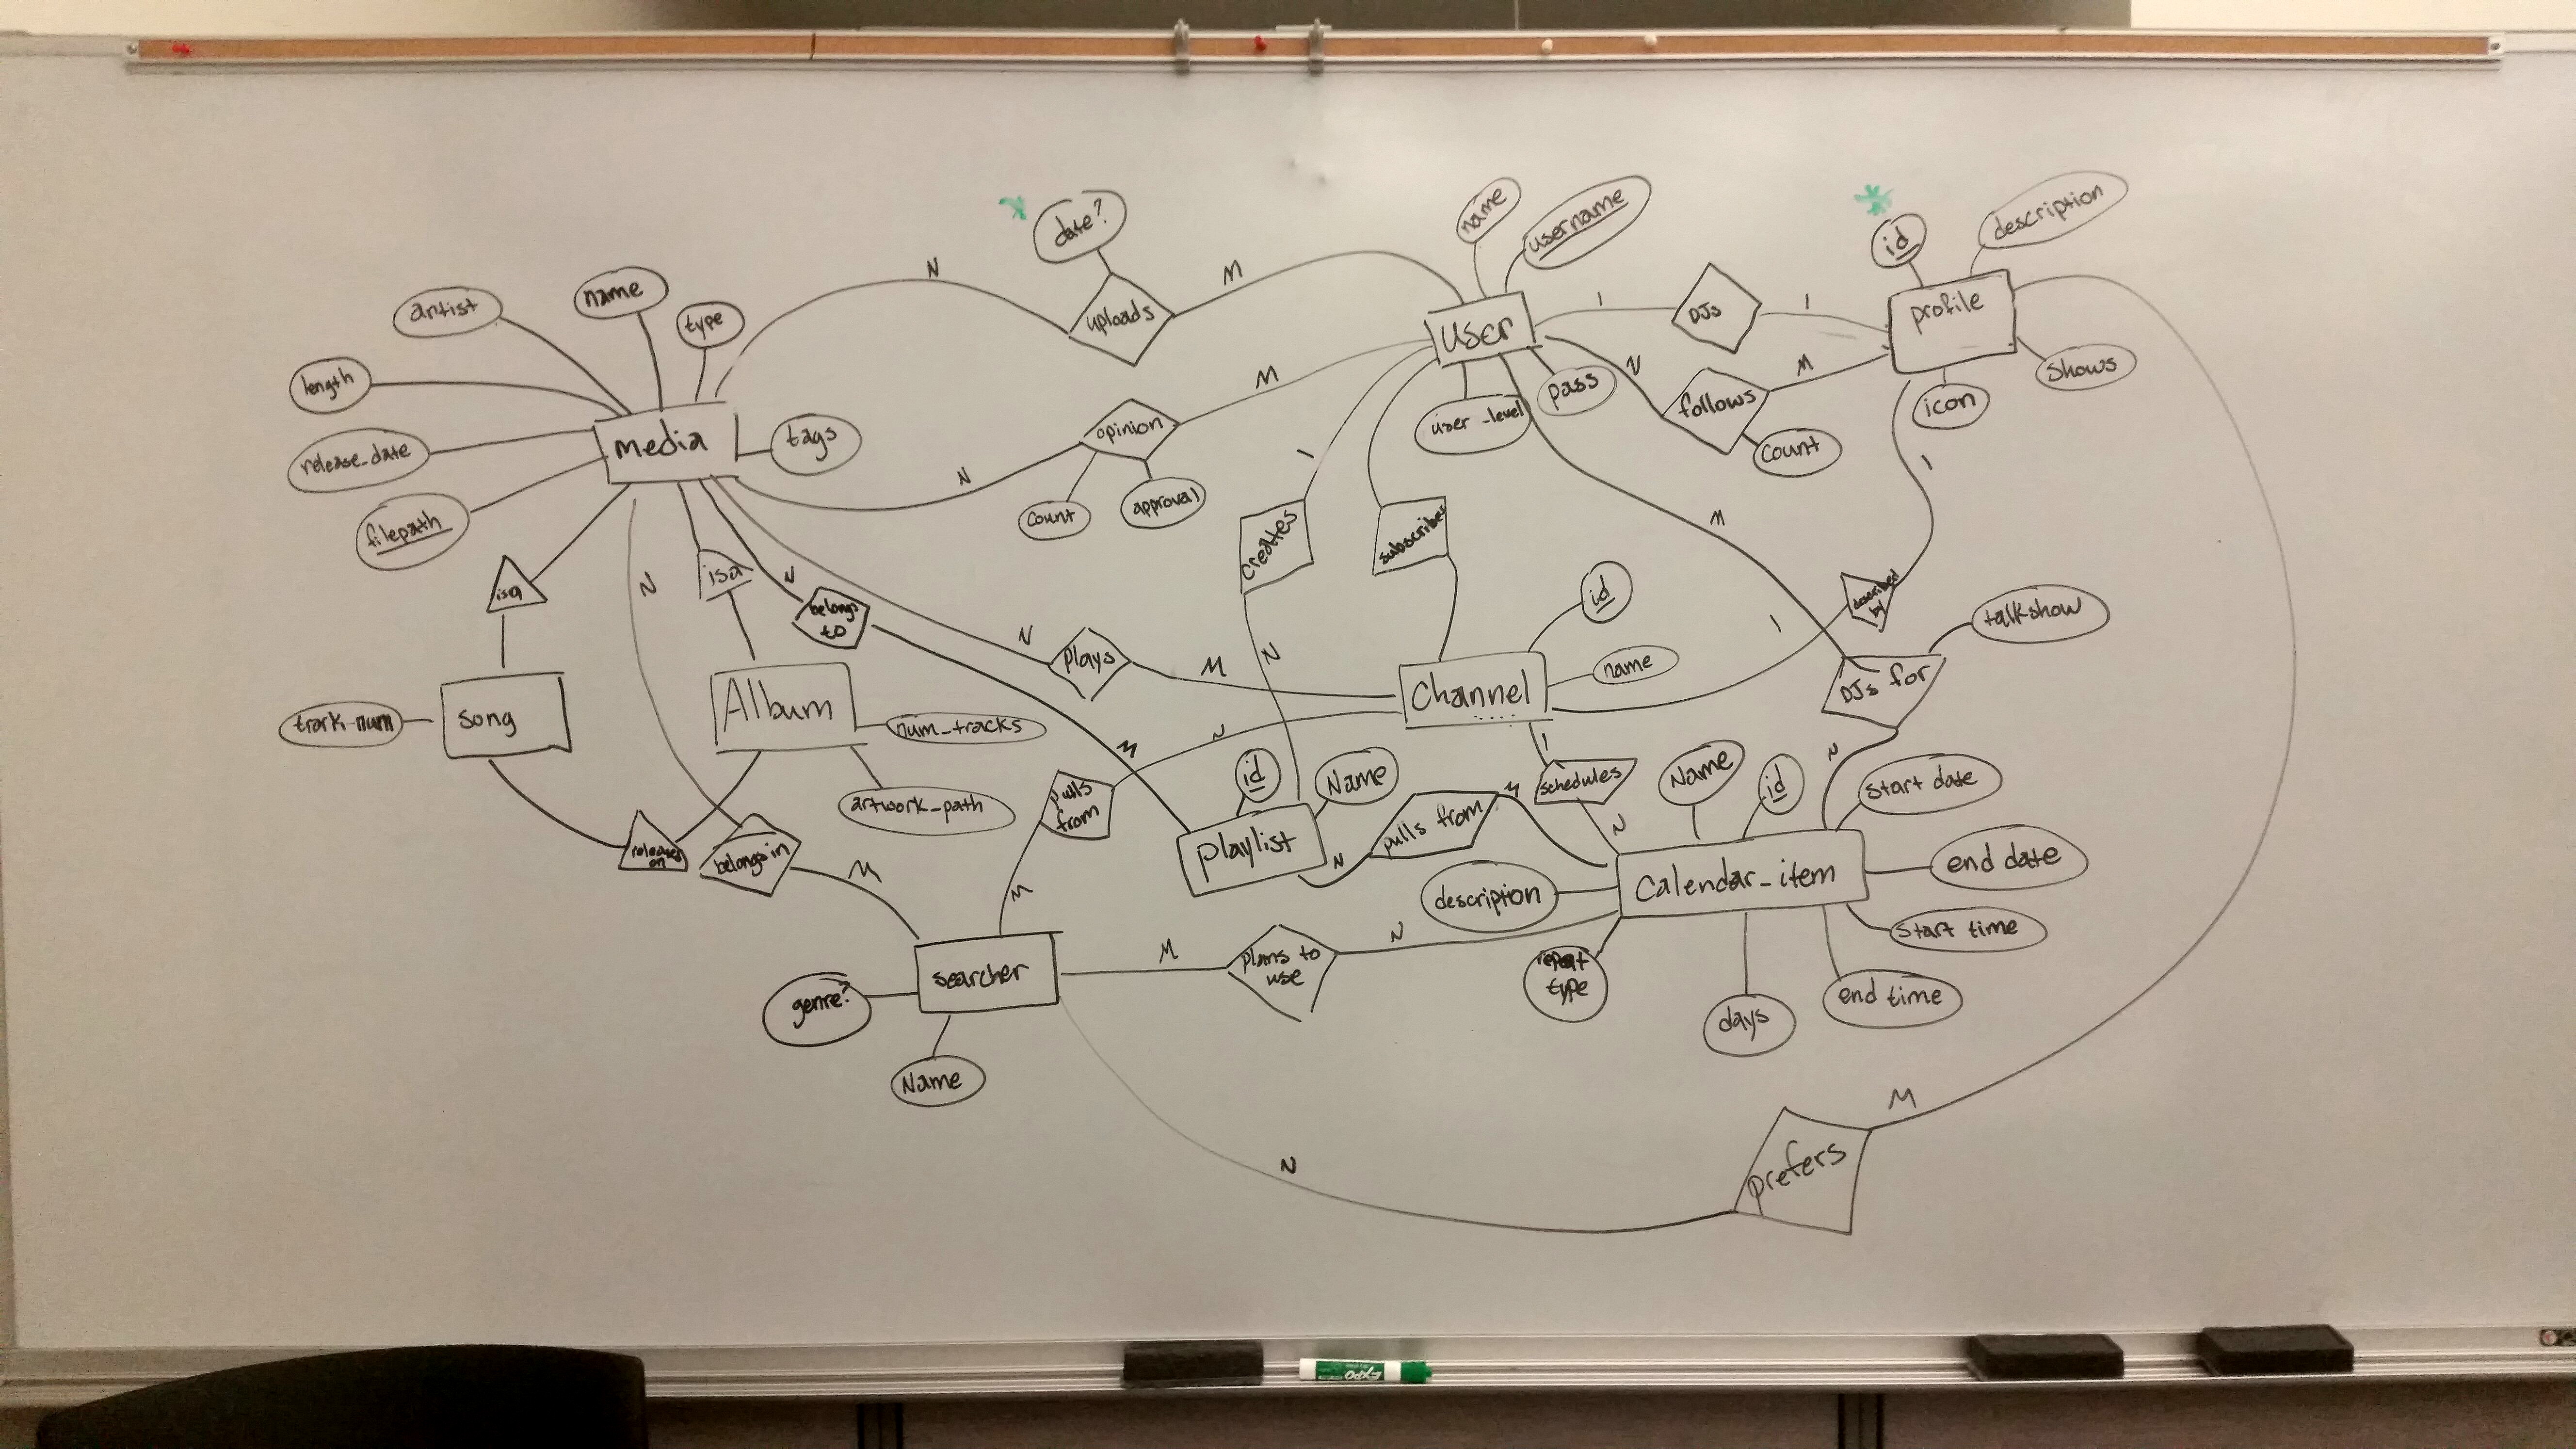 date?
name
username
id
description
N
M
uploads
artist
name
type
length
media
tags
release_date
filepath
User
1
DJs
1
profile
Shows
icon
M
N
opinion
count
approval
user_level
pass
N
follows
M
count
1
creates
subscribes
M
1
described
by
1
talkshow
DJs for
N
isa
isa
N
N
belongs
to
N
plays
M
N
id
name
Channel
song
track num
Album
num_tracks
artwork_path
released
on
belongs in
M
N
pulls
from
M
M
id
Name
playlist
N
pulls from
M
1
schedules
N
Name
id
Start date
end date
Start time
end time
days
repeat
type
description
Calendar_item
searcher
genre?
Name
M
plans to
use
N
N
prefers
M
EXPO